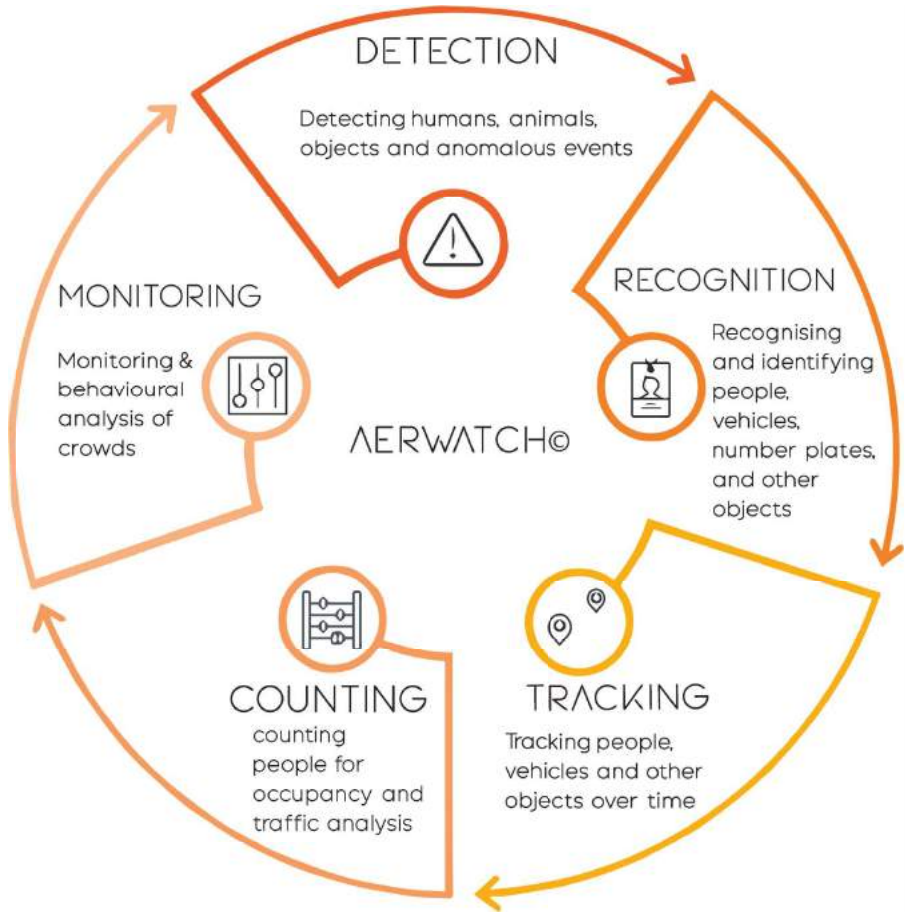 DETECTION
Detecting humans, animals,
objects and anomalous events
RECOGNITION
Recognising
and identifying
people,
vehicles,
number plates,
and other
objects
TRACKING
Tracking people,
vehicles and other
objects over time
COUNTING
counting
people for
occupancy and
traffic analysis
MONITORING
Monitoring &
behavioural
analysis of
crowds
AERWATCH©